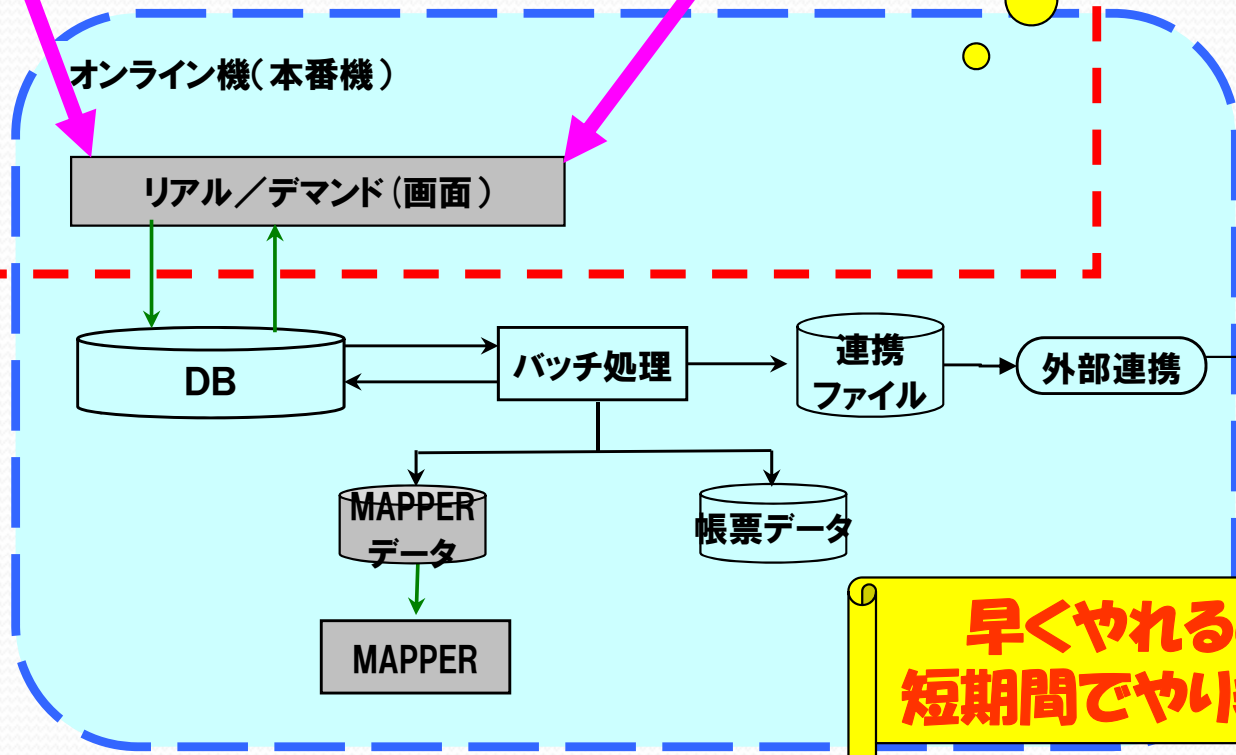 オンライン機(本番機)
リアル／デマンド(画面)
DB
バッチ処理
連携
ファイル
外部連携
MAPPER
データ
帳票データ
MAPPER
早くやれる
短期間でやり